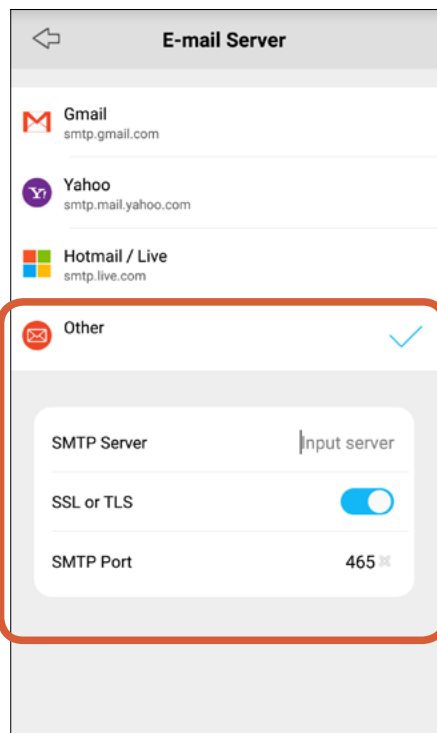 E-mail Server
Gmail
smtp.gmail.com
Yahoo
smtp.mail.yahoo.com
Hotmail / Live
smtp.live.com
Other
SMTP Server Input server
SSL or TLS
SMTP Port 465